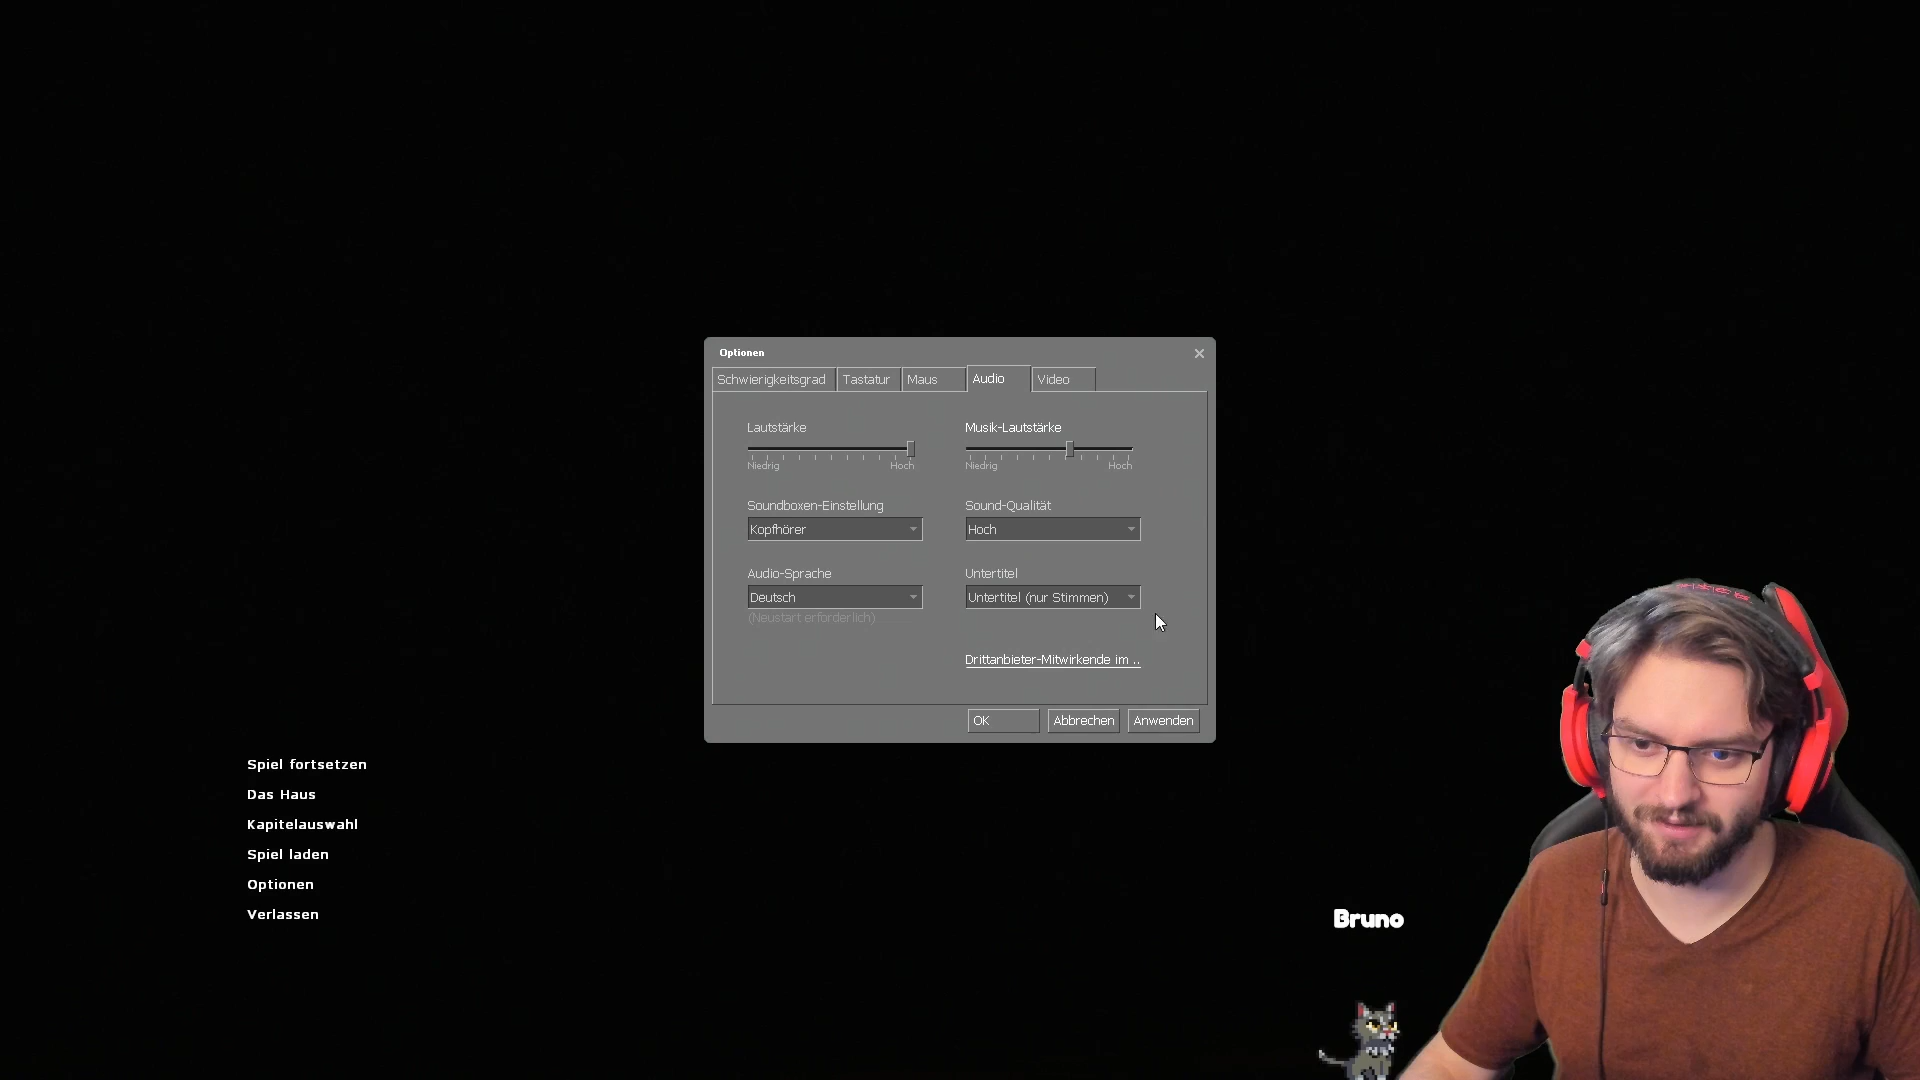 Optionen
Schwierigkeitsgrad Tastatur Maus Audio Video
Lautstärke Musik-Lautstärke
Niedrig Hoch Niedrig Hoch
Soundboxen-Einstellung Sound-Qualität
Kopfhörer Hoch
Audio-Sprache Untertitel
Deutsch Untertitel (nur Stimmen)
(Neustart erforderlich)
Drittanbieter-Mitwirkende im ..
OK Abbrechen Anwenden
Spiel fortsetzen
Das Haus
Kapitelauswahl
Spiel laden
Optionen
Verlassen
Bruno